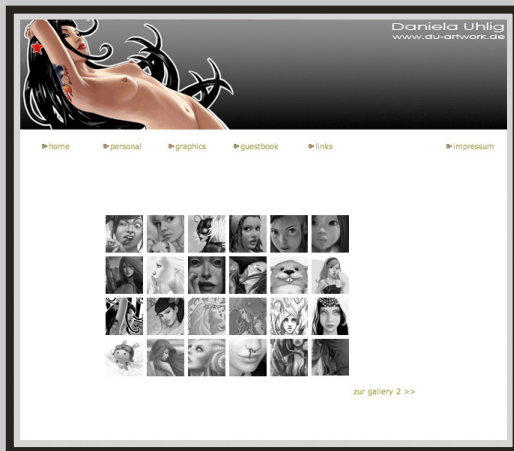 Daniela Uhlig
www.du-artwork.de
home personal graphics guestbook links impressum
zur gallery 2 >>